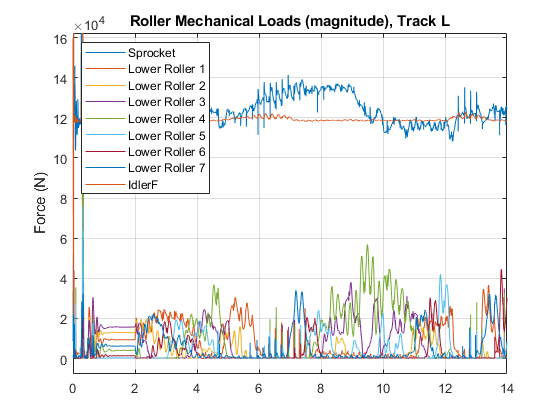 Roller Mechanical Loads (magnitude), Track L
×10⁴
16
14
12
10
8
6
4
2
0
Force (N)
Sprocket
Lower Roller 1
Lower Roller 2
Lower Roller 3
Lower Roller 4
Lower Roller 5
Lower Roller 6
Lower Roller 7
IdlerF
0 2 4 6 8 10 12 14